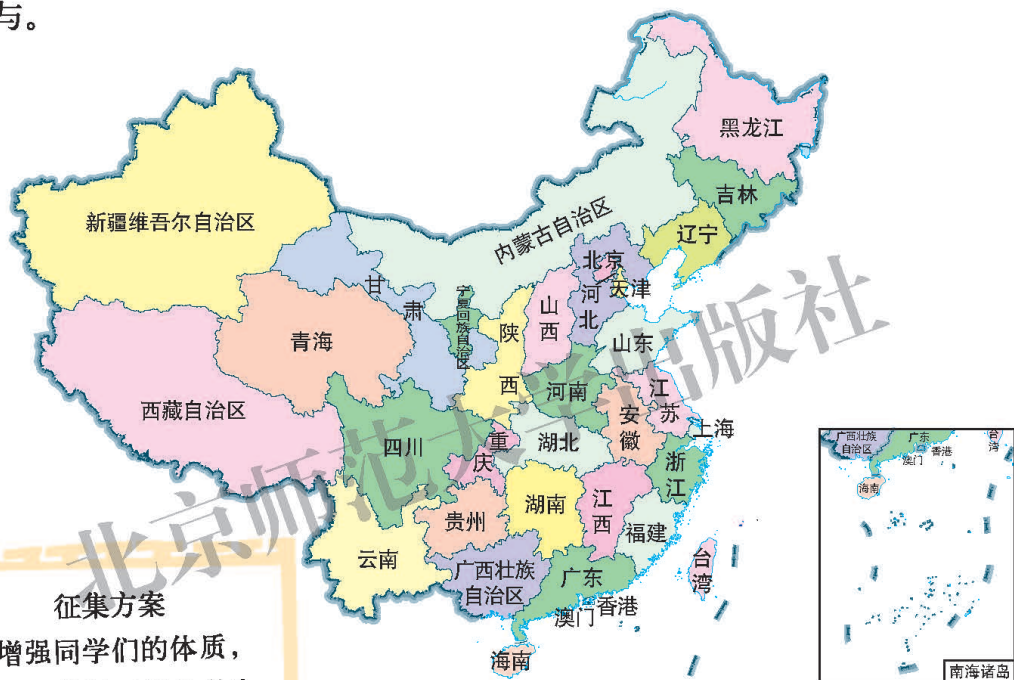 与。
黑龙江
吉林
辽宁
新疆维吾尔自治区
内蒙古自治区
北京
天津
河北
山西
宁夏回族自治区
甘肃
陕西
青海
山东
河南
江苏
安徽
上海
西藏自治区
四川
重庆
湖北
浙江
湖南
江西
贵州
福建
云南
广西壮族
自治区
广东
台湾
澳门
香港
海南
北京师范大学出版社
征集方案
增强同学们的体质，
广西壮族
自治区
广东
香港
澳门
台湾
海南
南海诸岛